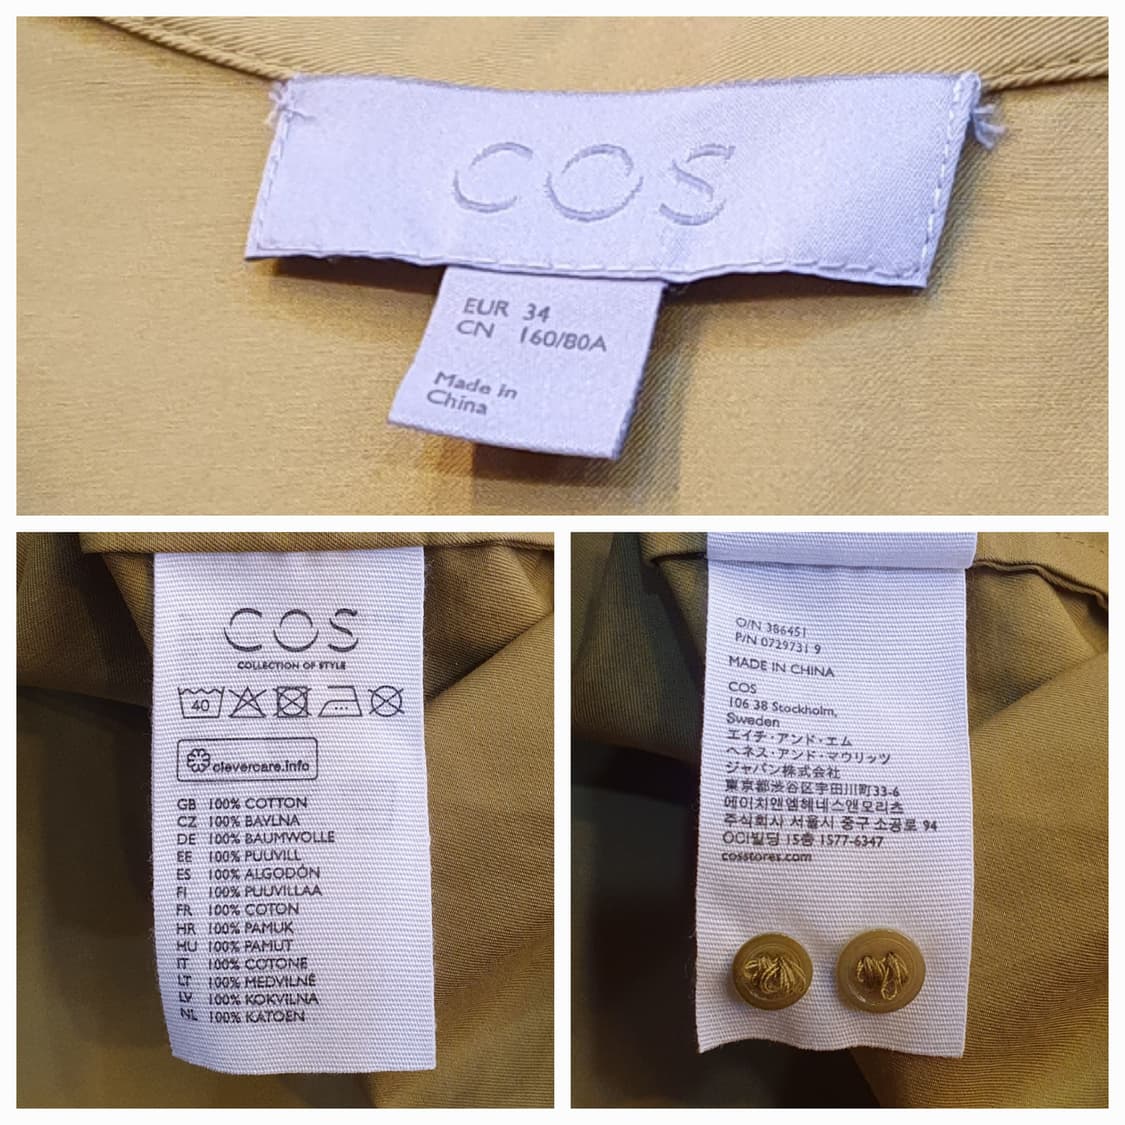 COS
EUR 34
CN 160/80A
Made in
China
COS
COLLECTION OF STYLE
40
clevercare.info
GB 100% COTTON
CZ 100% BAVLNA
DE 100% BAUMWOLLE
EE 100% PUUVILL
ES 100% ALGODÓN
FI 100% PUUVILLAA
FR 100% COTON
HR 100% PAMUK
HU 100% PAMUT
IT 100% COTONE
LT 100% MEDVILNĖ
LV 100% KOKVILNA
NL 100% KATOEN
O/N 386451
P/N 0729731 9
MADE IN CHINA
COS
106 38 Stockholm,
Sweden
エイチ・アンド・エム
ヘネス・アンド・マウリッツ
ジャパン株式会社
東京都渋谷区宇田川町33-6
에이치앤엠헤네스앤모리츠
주식회사 서울시 중구 소공로 94
OCI빌딩 15층 1577-6347
cosstores.com